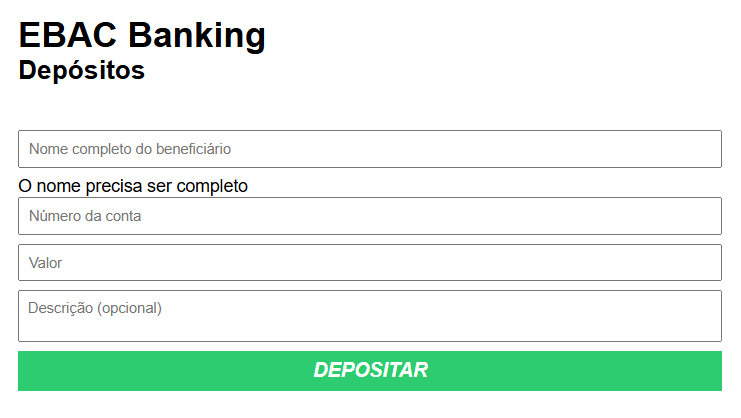 EBAC Banking
Depósitos
Nome completo do beneficiário
O nome precisa ser completo
Número da conta
Valor
Descrição (opcional)
DEPOSITAR